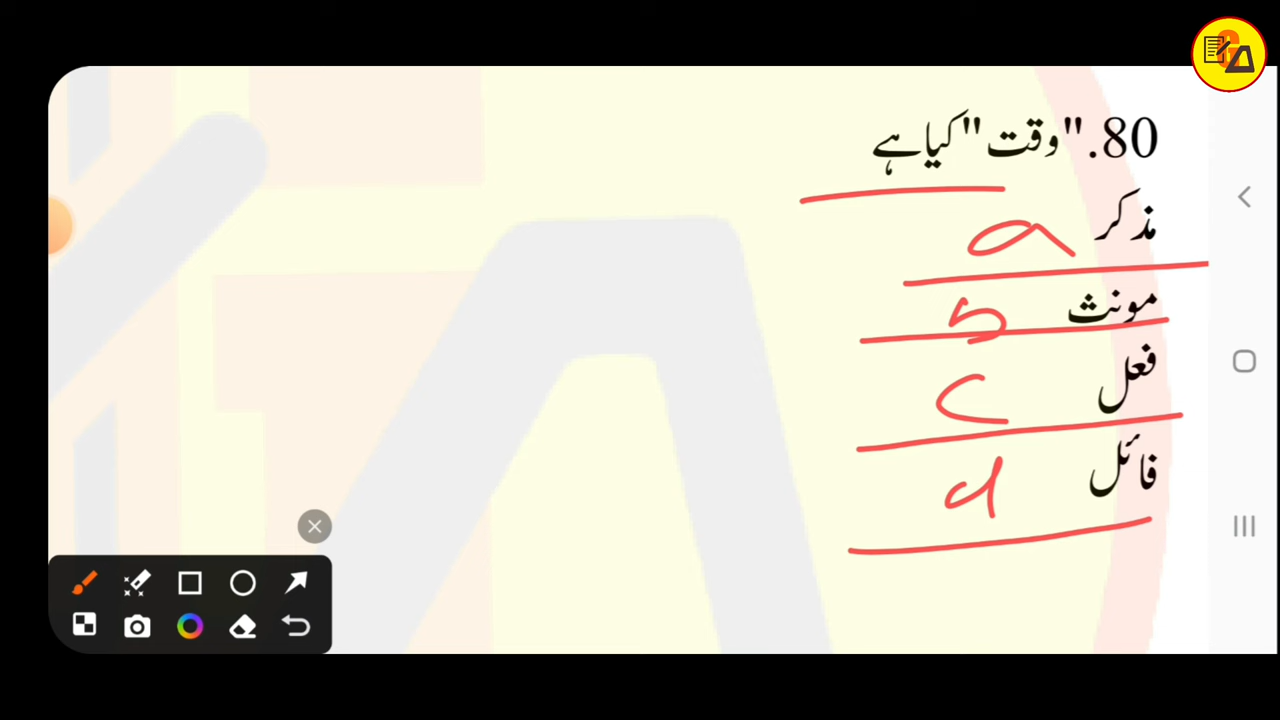 80. "وقت" کیا ہے
مذکر a
مونث b
فعل c
فائل d